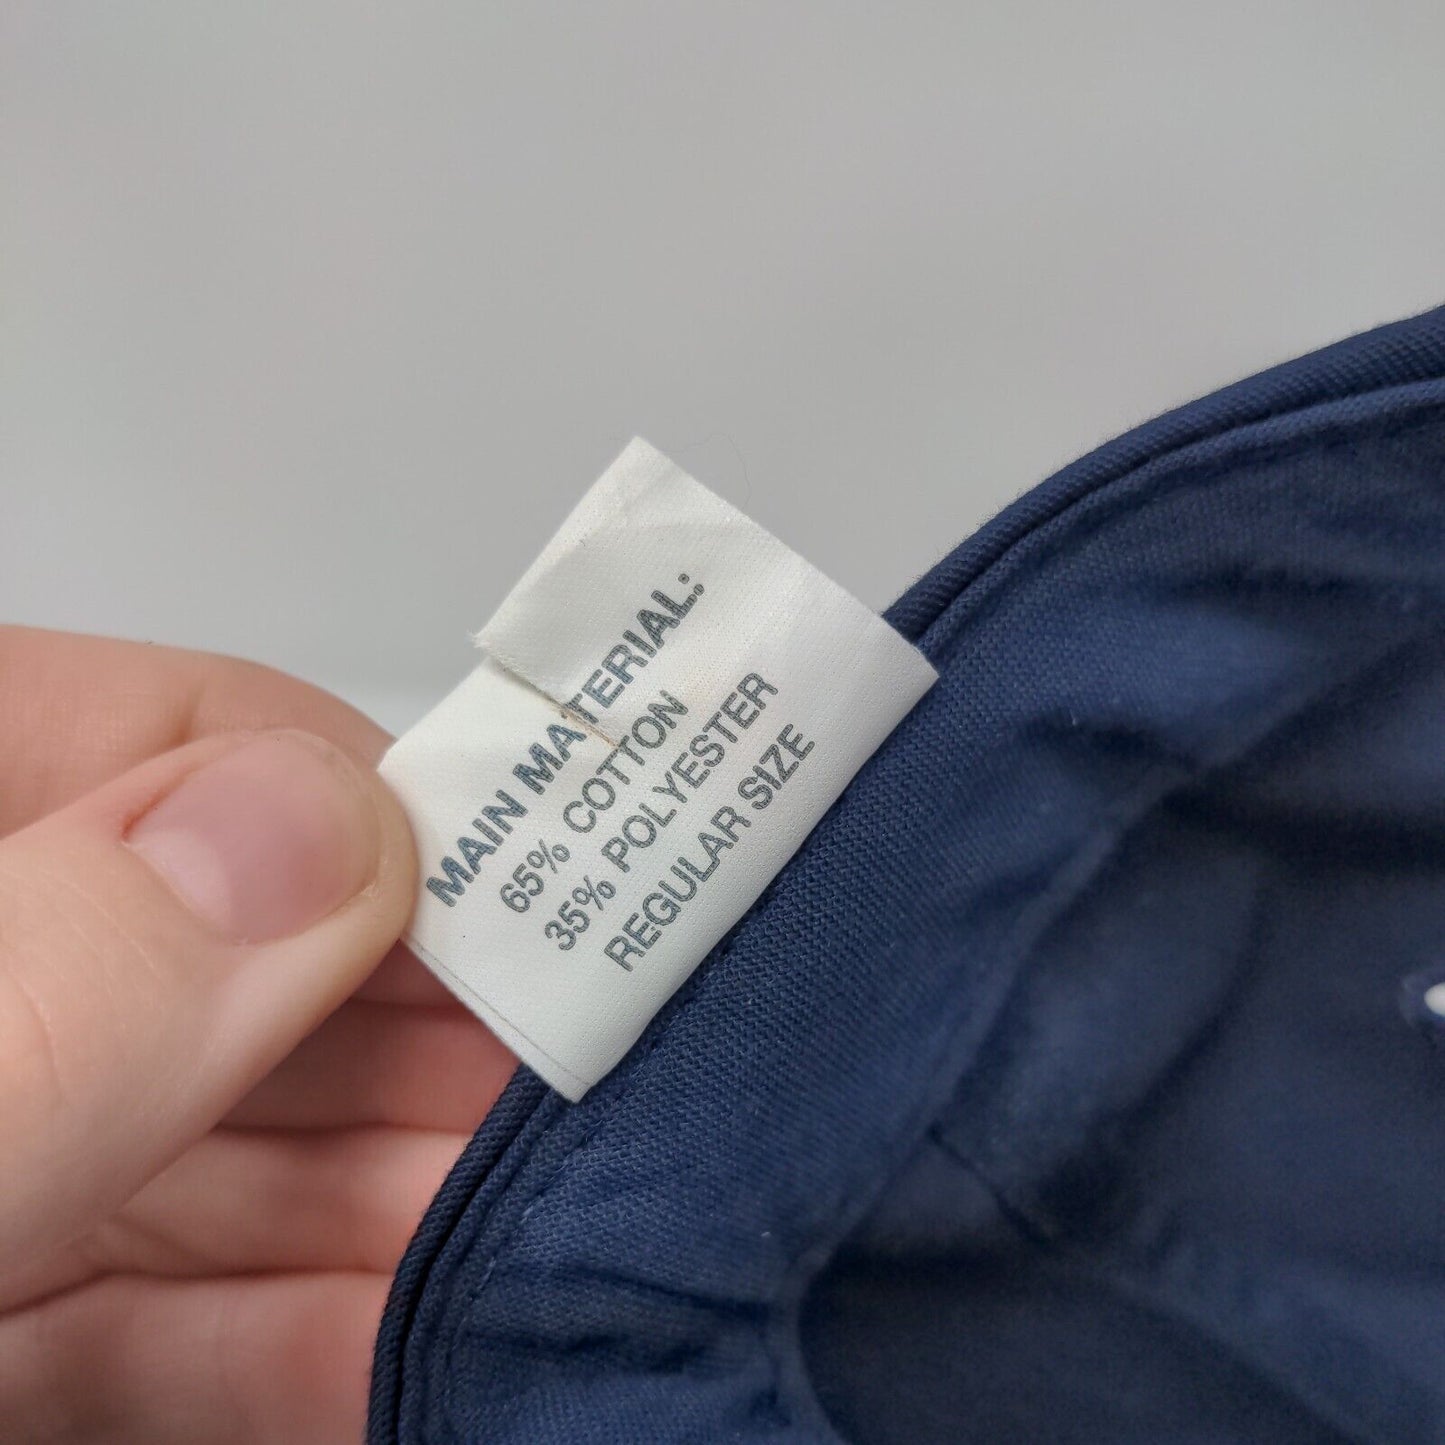 MAIN MATERIAL:
65% COTTON
35% POLYESTER
REGULAR SIZE